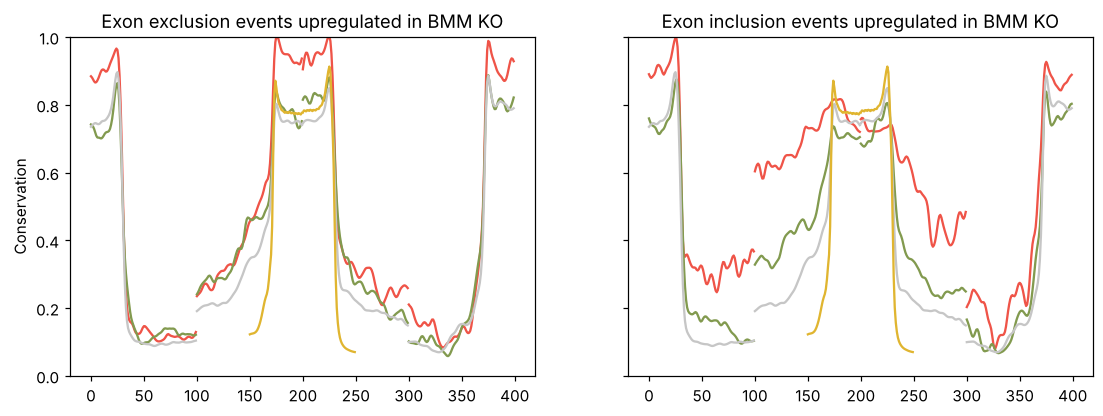 Exon exclusion events upregulated in BMM KO
Exon inclusion events upregulated in BMM KO
Conservation
1.0
0.8
0.6
0.4
0.2
0.0
0 50 100 150 200 250 300 350 400
0 50 100 150 200 250 300 350 400